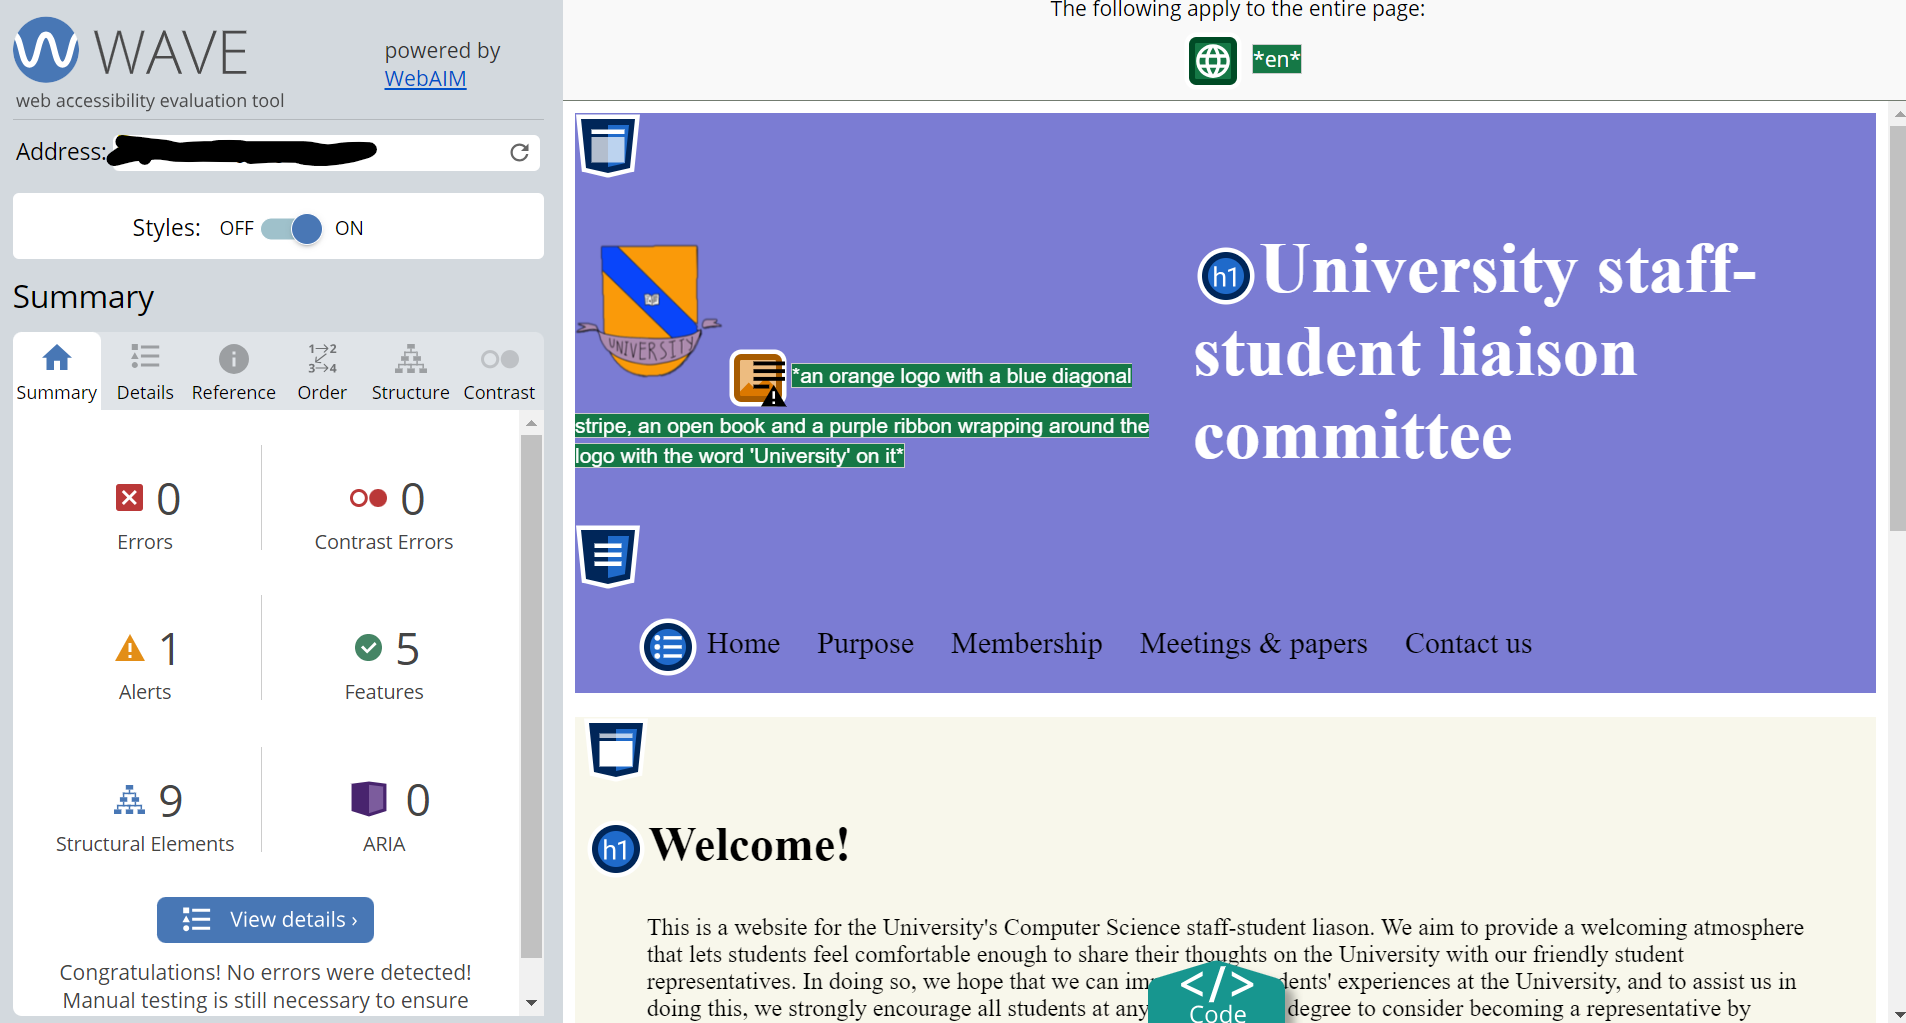 WAVE
powered by
WebAIM
web accessibility evaluation tool
Address:
Styles: OFF ON
Summary
Summary Details Reference Order Structure Contrast
0 Errors
0 Contrast Errors
1 Alerts
5 Features
9 Structural Elements
0 ARIA
View details ›
Congratulations! No errors were detected!
Manual testing is still necessary to ensure
The following apply to the entire page:
*en*
UNIVERSITY
*an orange logo with a blue diagonal
stripe, an open book and a purple ribbon wrapping around the
logo with the word 'University' on it*
h1 University staff-
student liaison
committee
Home Purpose Membership Meetings & papers Contact us
h1 Welcome!
This is a website for the University's Computer Science staff-student liason. We aim to provide a welcoming atmosphere
that lets students feel comfortable enough to share their thoughts on the University with our friendly student
representatives. In doing so, we hope that we can im dents' experiences at the University, and to assist us in
doing this, we strongly encourage all students at any degree to consider becoming a representative by
</> Code